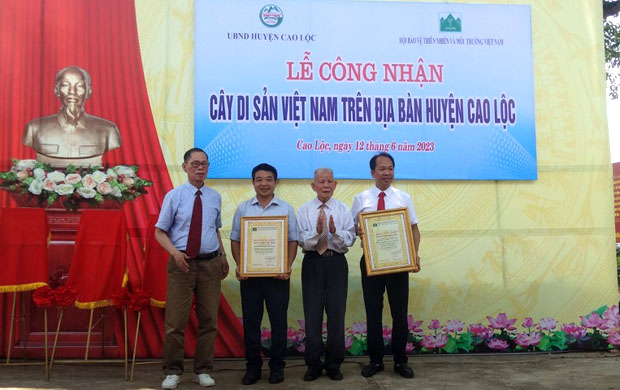 UBND HUYỆN CAO LỘC
HỘI BẢO VỆ THIÊN NHIÊN VÀ MÔI TRƯỜNG VIỆT NAM
LỄ CÔNG NHẬN
CÂY DI SẢN VIỆT NAM TRÊN ĐỊA BÀN HUYỆN CAO LỘC
Cao Lộc, ngày 12 tháng 6 năm 2023